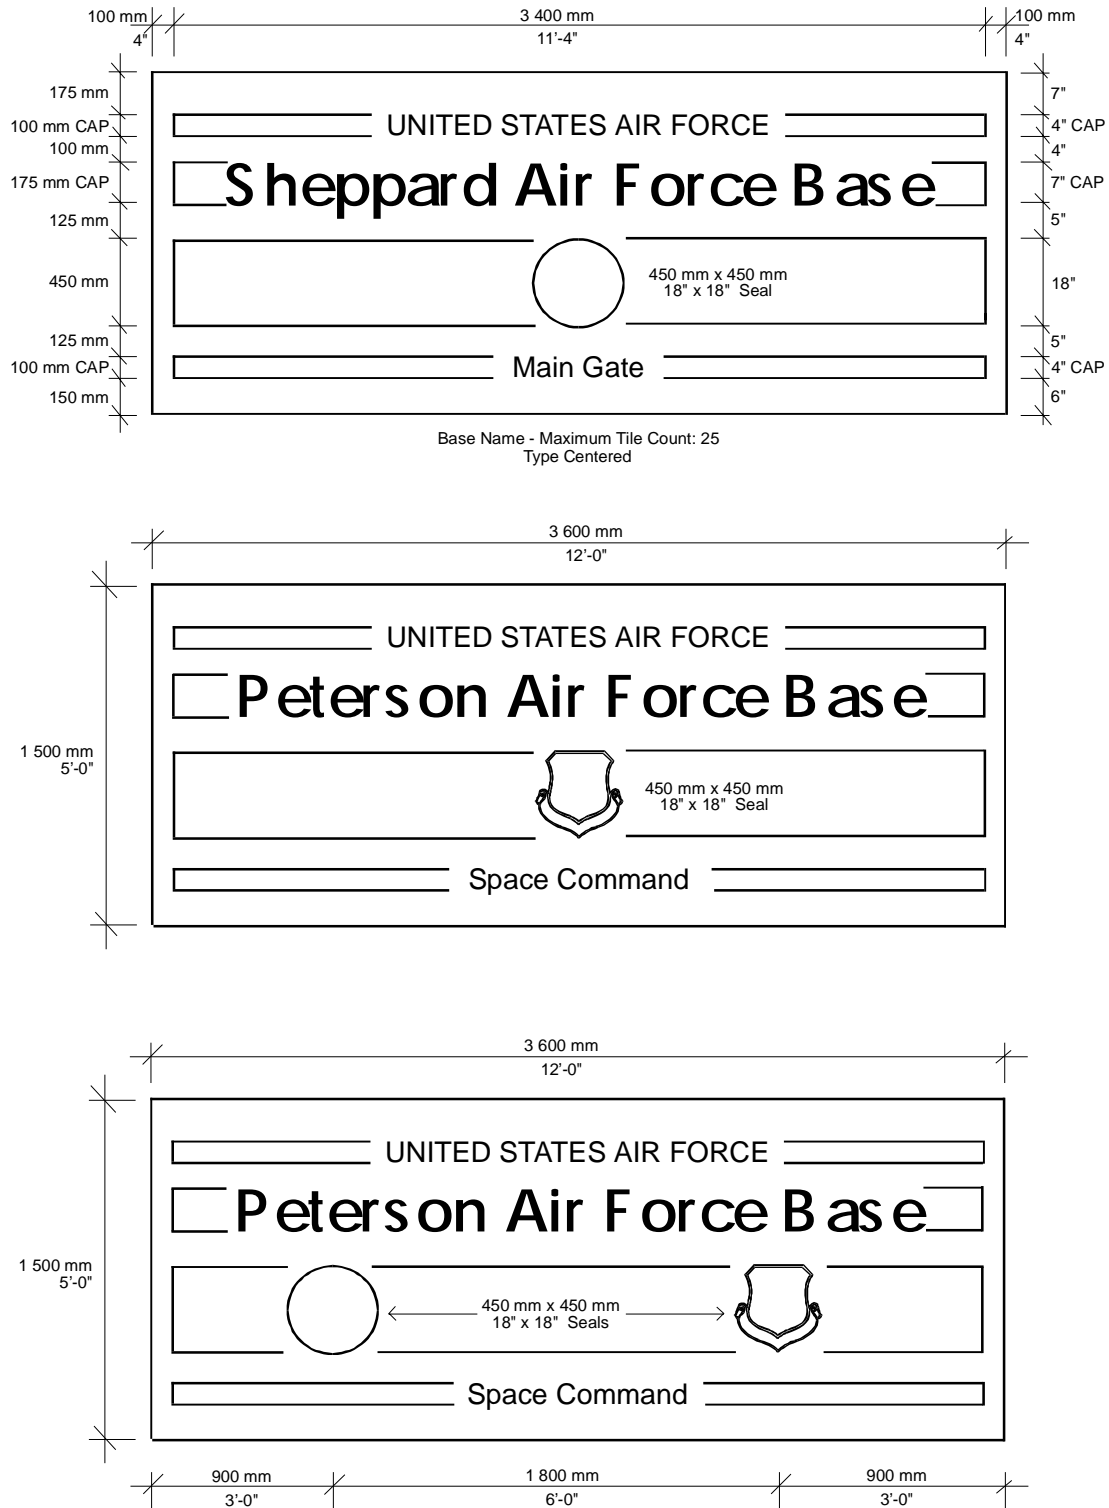 100 mm
4"
3 400 mm
11'-4"
100 mm
4"
175 mm
100 mm CAP
100 mm
175 mm CAP
125 mm
450 mm
125 mm
100 mm CAP
150 mm
UNITED STATES AIR FORCE
Sheppard Air Force Base
450 mm x 450 mm
18" x 18" Seal
Main Gate
7"
4" CAP
4"
7" CAP
5"
18"
5"
4" CAP
6"
Base Name - Maximum Tile Count: 25
Type Centered
3 600 mm
12'-0"
1 500 mm
5'-0"
UNITED STATES AIR FORCE
Peterson Air Force Base
450 mm x 450 mm
18" x 18" Seal
Space Command
3 600 mm
12'-0"
1 500 mm
5'-0"
UNITED STATES AIR FORCE
Peterson Air Force Base
450 mm x 450 mm
18" x 18" Seals
Space Command
900 mm
3'-0"
1 800 mm
6'-0"
900 mm
3'-0"